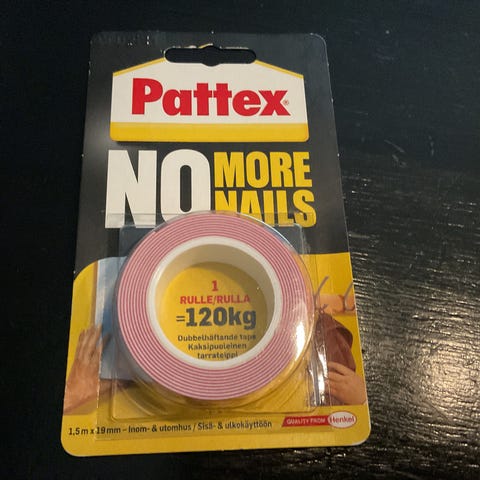 Pattex®
NO MORE
NAILS
1
RULLE/RULLA
=120kg
Dubbelhäftande tape
Kaksipuoleinen
tarrateippi
1,5 m x 19 mm – Inom- & utomhus / Sisä- & ulkokäyttöön
QUALITY FROM Henkel